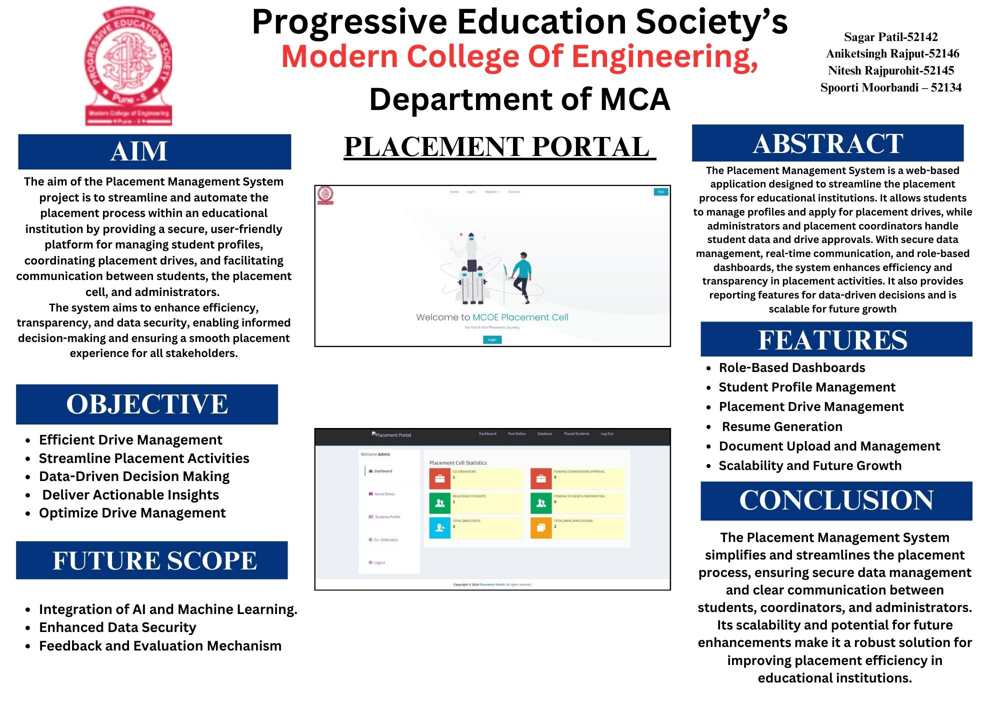 PROGRESSIVE EDUCATION SOCIETY
Pune - 5
Modern College of Engineering
Pune - 5
Progressive Education Society’s
Modern College Of Engineering,
Department of MCA
Sagar Patil-52142
Aniketsingh Rajput-52146
Nitesh Rajpurohit-52145
Spoorti Moorbandi – 52134
PLACEMENT PORTAL
AIM
The aim of the Placement Management System
project is to streamline and automate the
placement process within an educational
institution by providing a secure, user-friendly
platform for managing student profiles,
coordinating placement drives, and facilitating
communication between students, the placement
cell, and administrators.
The system aims to enhance efficiency,
transparency, and data security, enabling informed
decision-making and ensuring a smooth placement
experience for all stakeholders.
OBJECTIVE
• Efficient Drive Management
• Streamline Placement Activities
• Data-Driven Decision Making
• Deliver Actionable Insights
• Optimize Drive Management
FUTURE SCOPE
• Integration of AI and Machine Learning.
• Enhanced Data Security
• Feedback and Evaluation Mechanism
Home Login Register Contact FAQ
Welcome to MCOE Placement Cell
For Your Entire Placement Journey.
Login
Placement Portal Dashboard Post Notice Database Placed Students Log Out
Welcome Admin
Dashboard
Active Drives
Students Profile
Co - Ordinators
Logout
Placement Cell Statistics
CO-ORDINATORS
1
PENDING COORDINATORS APPROVAL
0
REGISTERED STUDENTS
1
PENDING STUDENTS CONFIRMATION
0
TOTAL DRIVE POSTS
2
TOTAL DRIVE APPLICATIONS
2
Copyright © 2024 Placement Portal. All rights reserved.
ABSTRACT
The Placement Management System is a web-based
application designed to streamline the placement
process for educational institutions. It allows students
to manage profiles and apply for placement drives, while
administrators and placement coordinators handle
student data and drive approvals. With secure data
management, real-time communication, and role-based
dashboards, the system enhances efficiency and
transparency in placement activities. It also provides
reporting features for data-driven decisions and is
scalable for future growth
FEATURES
• Role-Based Dashboards
• Student Profile Management
• Placement Drive Management
• Resume Generation
• Document Upload and Management
• Scalability and Future Growth
CONCLUSION
The Placement Management System
simplifies and streamlines the placement
process, ensuring secure data management
and clear communication between
students, coordinators, and administrators.
Its scalability and potential for future
enhancements make it a robust solution for
improving placement efficiency in
educational institutions.